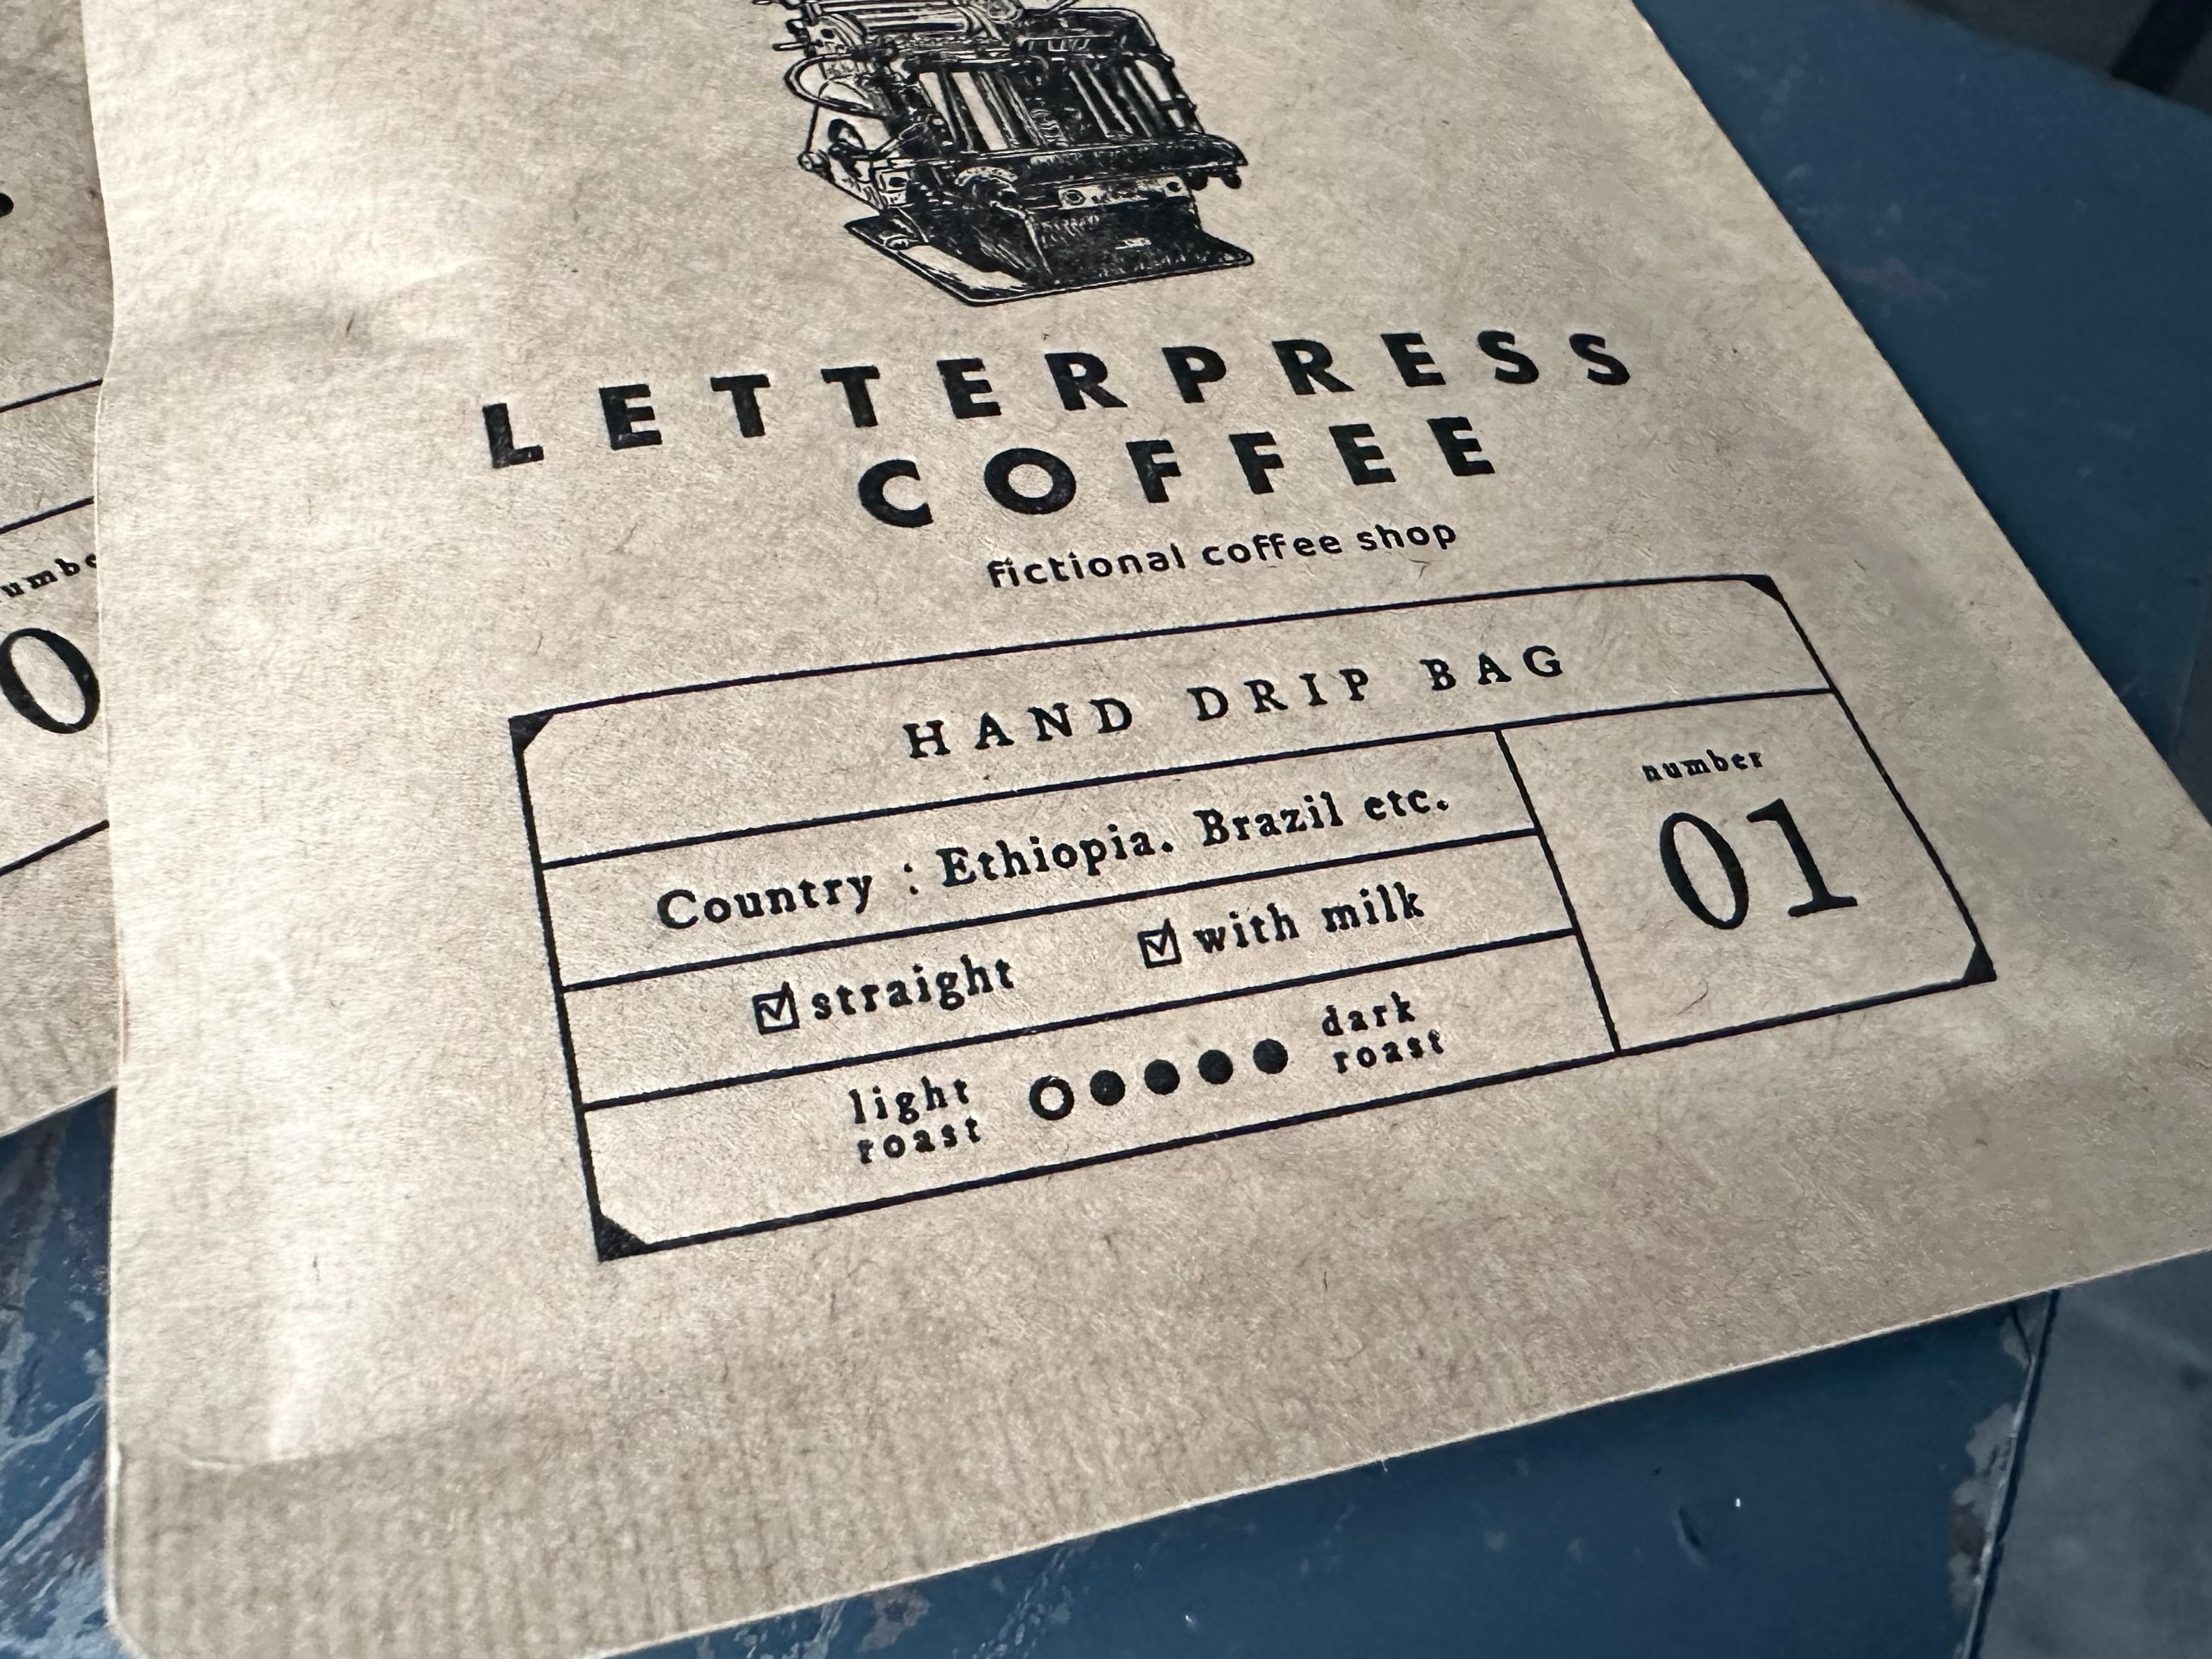 LETTERPRESS
COFFEE
fictional coffee shop
HAND DRIP BAG
Country : Ethiopia. Brazil etc.
☑ straight ☑ with milk
light
roast
dark
roast
number
01